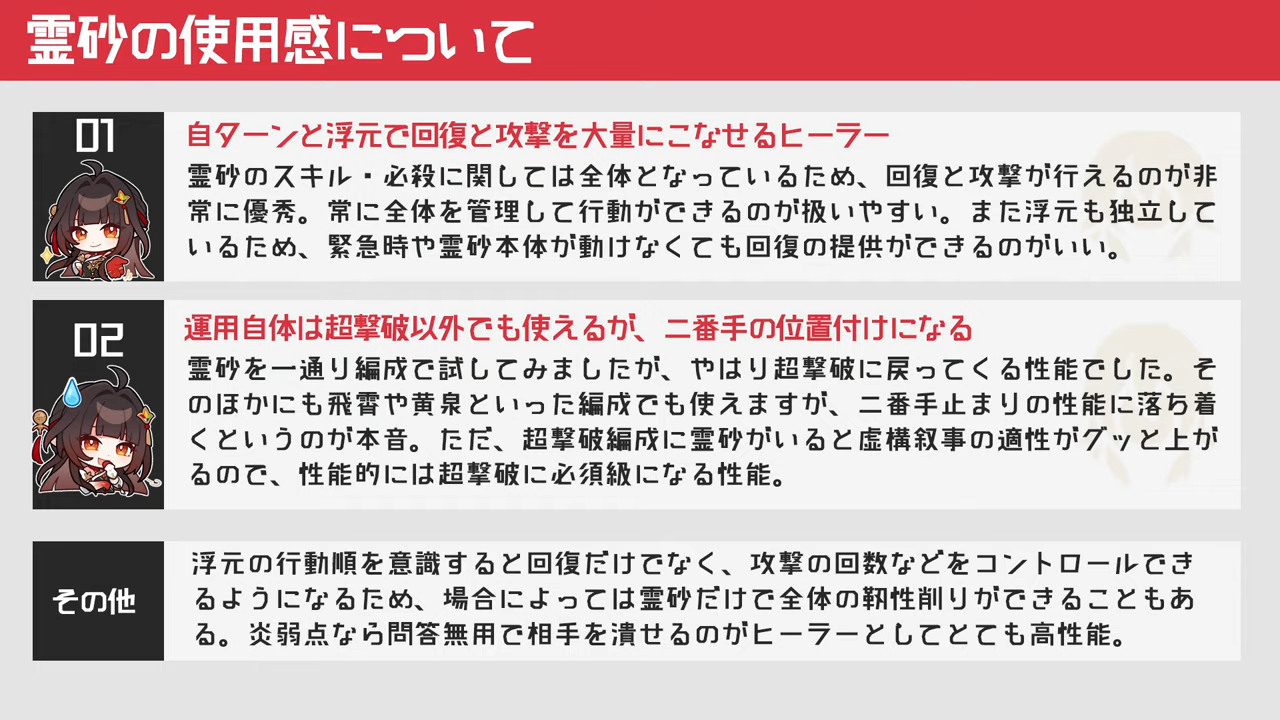 霊砂の使用感について
01
自ターンと浮元で回復と攻撃を大量にこなせるヒーラー
霊砂のスキル・必殺に関しては全体となっているため、回復と攻撃が行えるのが非
常に優秀。常に全体を管理して行動ができるのが扱いやすい。また浮元も独立して
いるため、緊急時や霊砂本体が動けなくても回復の提供ができるのがいい。
02
運用自体は超撃破以外でも使えるが、二番手の位置付けになる
霊砂を一通り編成で試してみましたが、やはり超撃破に戻ってくる性能でした。そ
のほかにも飛霄や黄泉といった編成でも使えますが、二番手止まりの性能に落ち着
くというのが本音。ただ、超撃破編成に霊砂がいると虚構叙事の適性がグッと上が
るので、性能的には超撃破に必須級になる性能。
その他
浮元の行動順を意識すると回復だけでなく、攻撃の回数などをコントロールでき
るようになるため、場合によっては霊砂だけで全体の靭性削りができることもあ
る。炎弱点なら問答無用で相手を潰せるのがヒーラーとしてとても高性能。